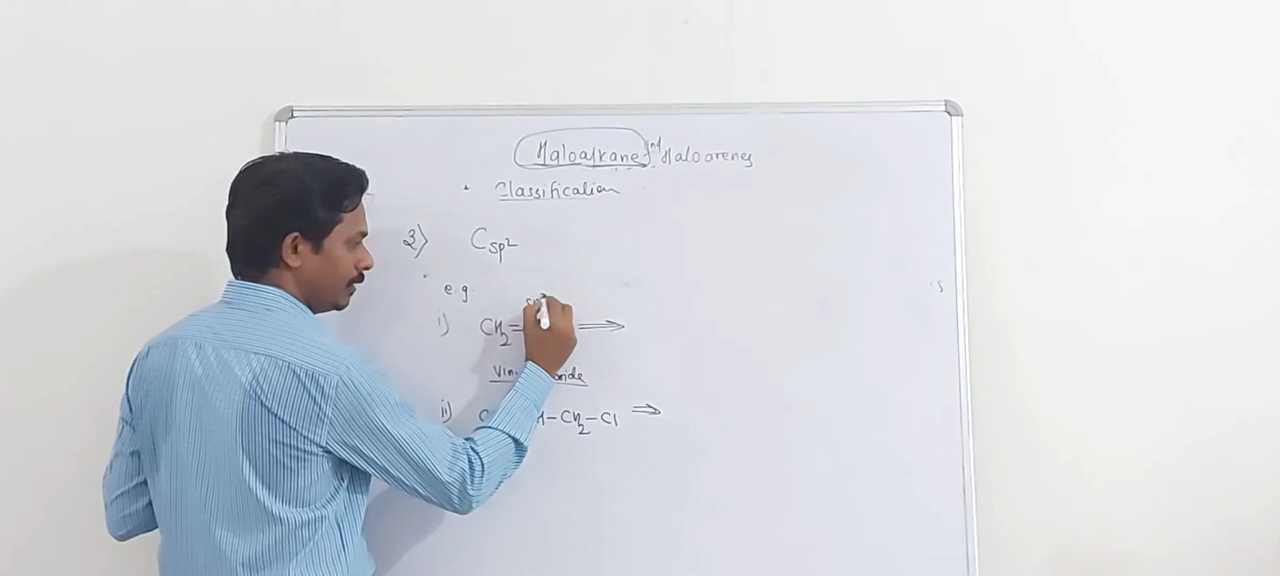 Haloalkanes and Haloarenes
• Classification
3) Csp²
e.g.
i) CH₂= ⟹
ii) -CH₂-Cl ⟹